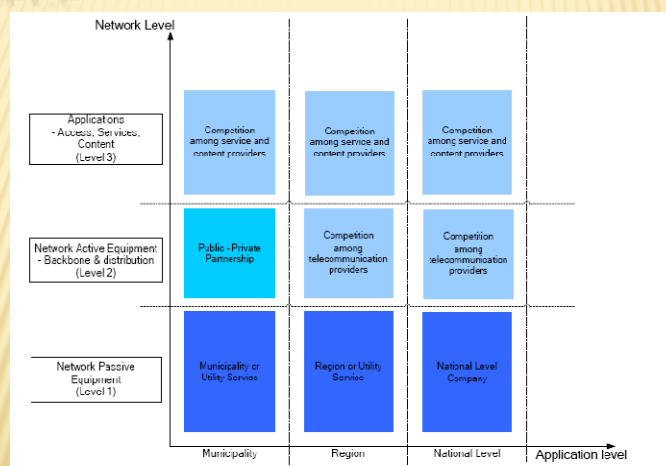 Network Level
Applications
- Access, Services,
Content
(Level 3)
Competition
among service and
content providers
Competition
among service and
content providers
Competition
among service and
content providers
Network Active Equipment
- Backbone & distribution
(Level 2)
Public - Private
Partnership
Competition
among
telecommunication
providers
Competition
among
telecommunication
providers
Network Passive
Equipment
(Level 1)
Municipality or
Utility Service
Region or Utility
Service
National Level
Company
Municipality
Region
National Level
Application level